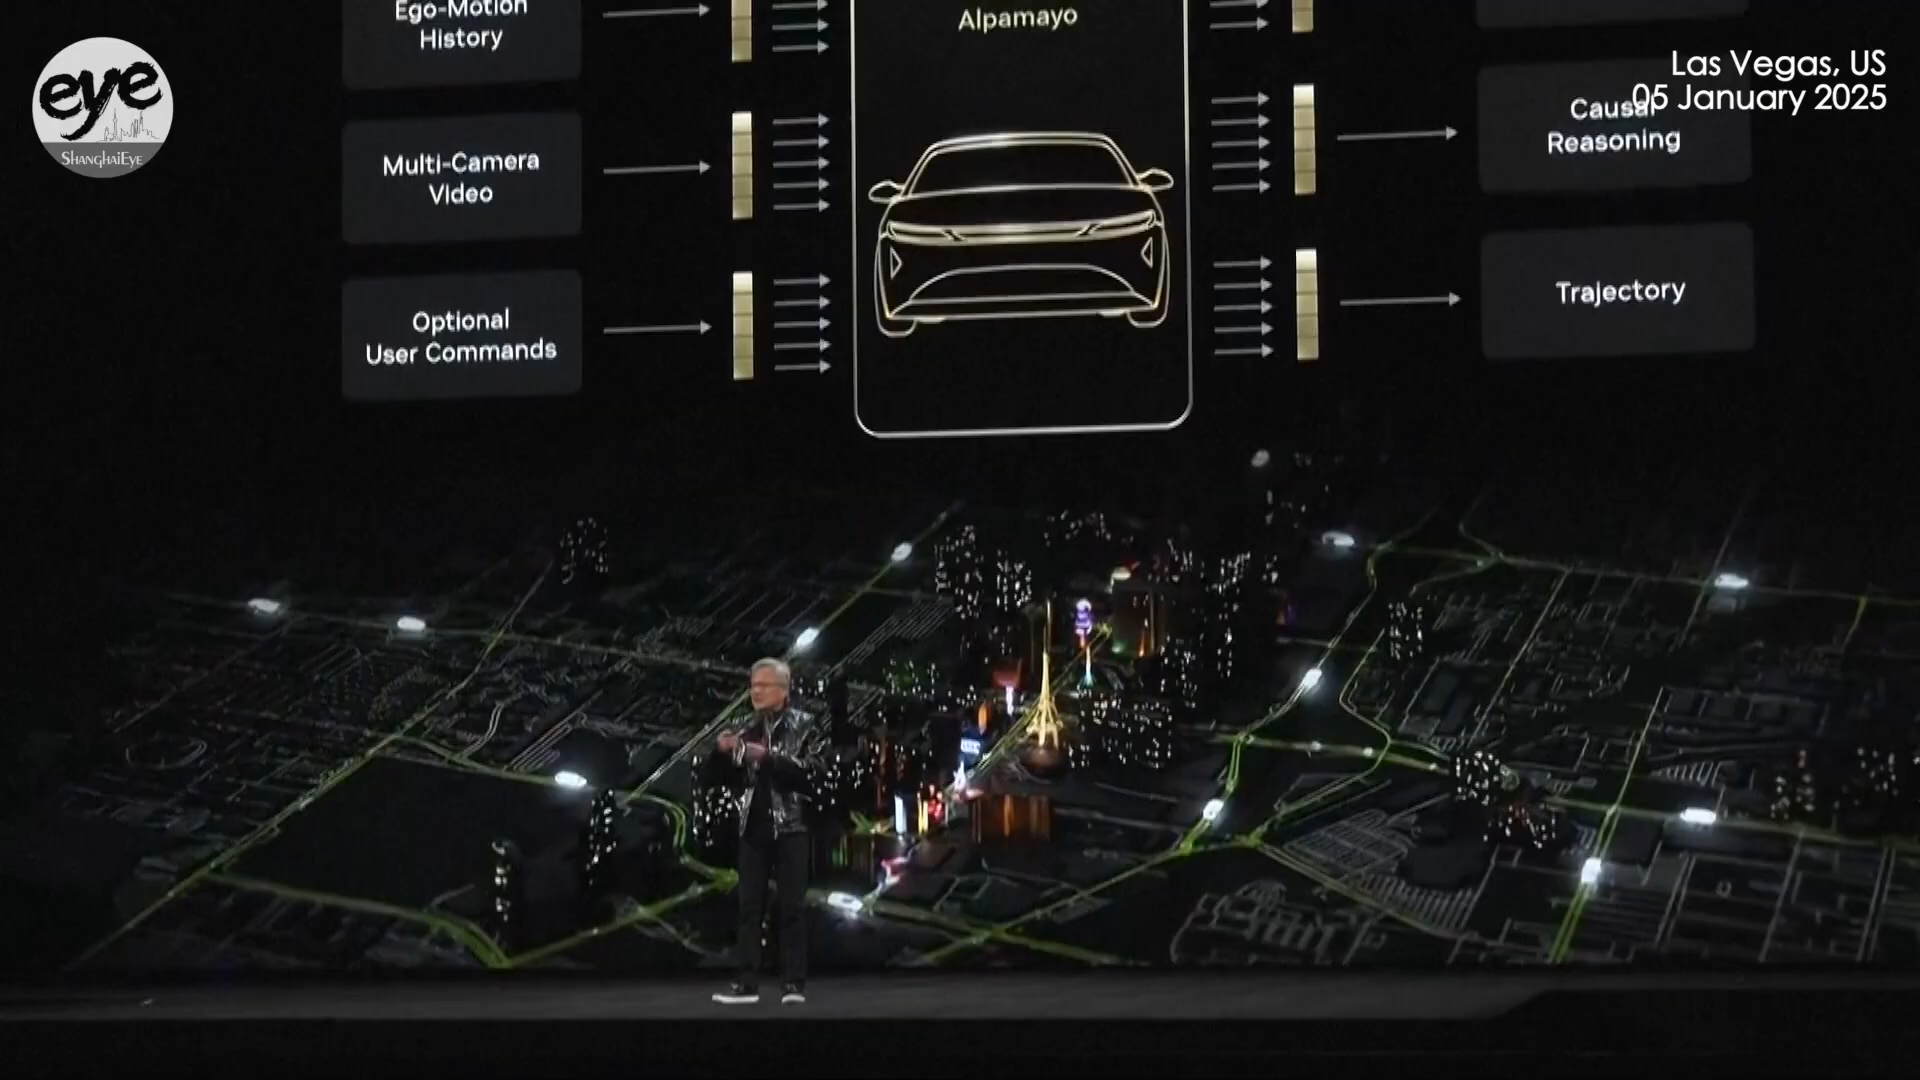 Ego-Motion
History
Alpamayo
eye
SHANGHAIEYE
Las Vegas, US
05 January 2025
Causal
Reasoning
Multi-Camera
Video
Trajectory
Optional
User Commands